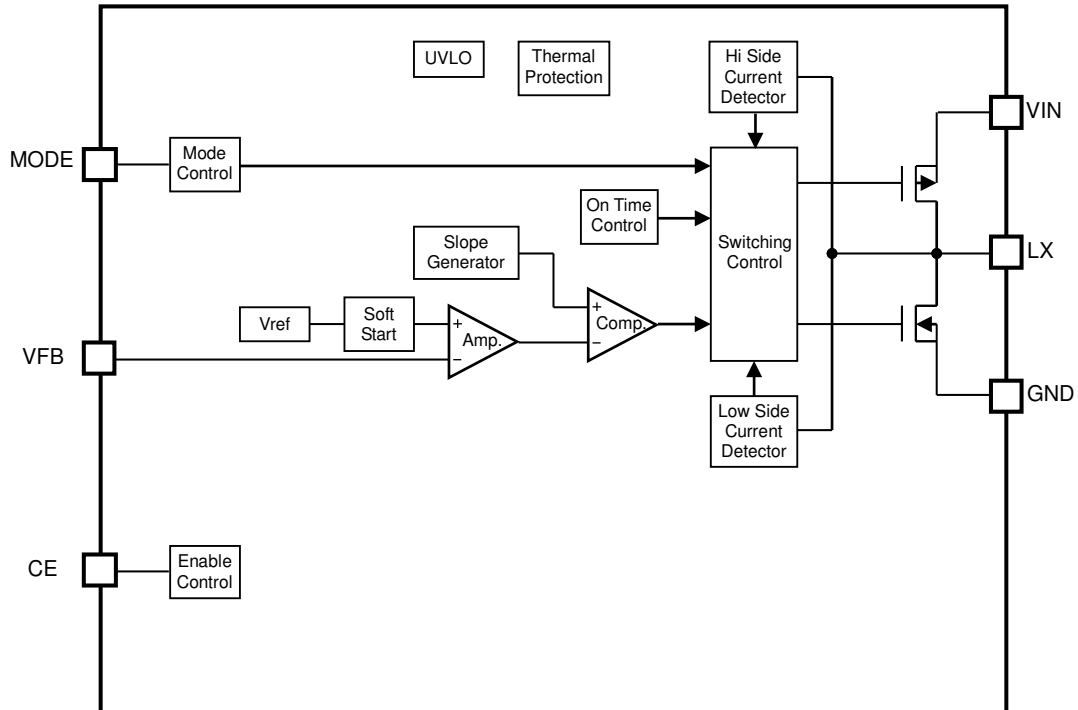 UVLO
Thermal
Protection
Hi Side
Current
Detector
VIN
MODE
Mode
Control
On Time
Control
Switching
Control
LX
Slope
Generator
Vref
Soft
Start
+
Amp.
−
+
Comp.
−
VFB
GND
Low Side
Current
Detector
CE
Enable
Control